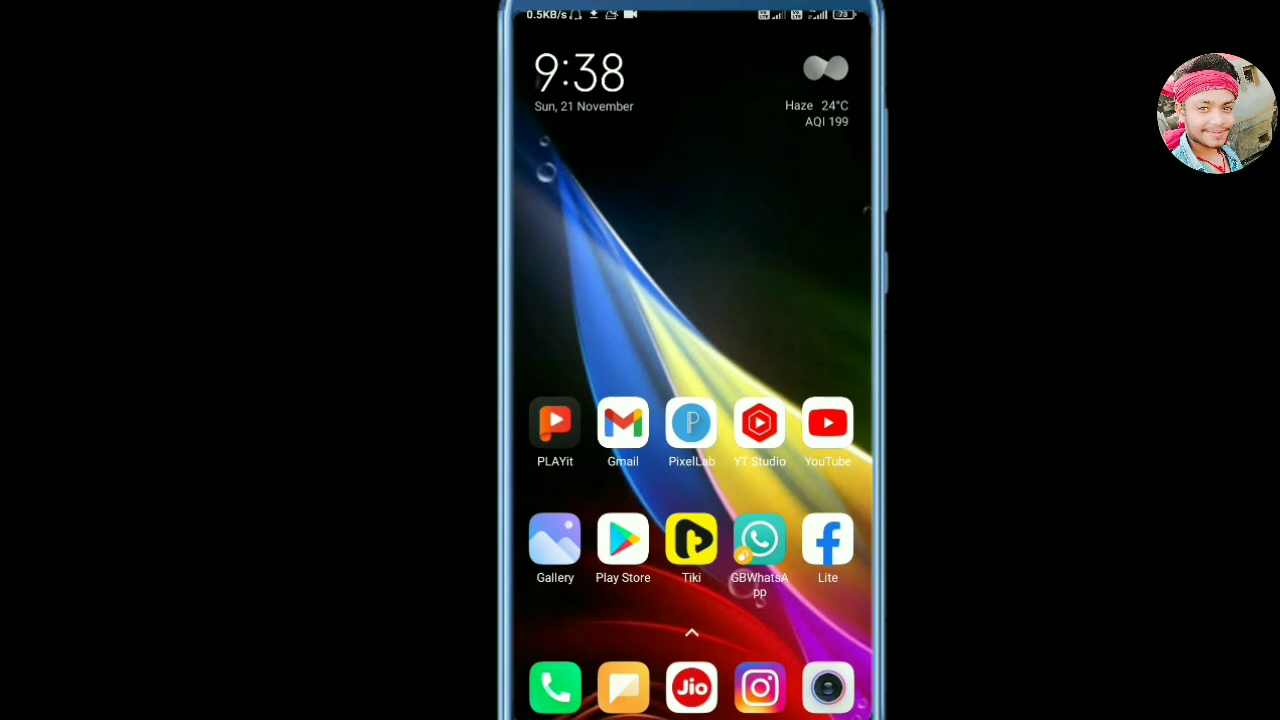 0.5KB/s
73
9:38
Sun, 21 November
Haze 24°C
AQI 199
PLAYit
Gmail
P
PixelLab
YT Studio
YouTube
Gallery
Play Store
Tiki
GBWhatsA
pp
Lite
Jio